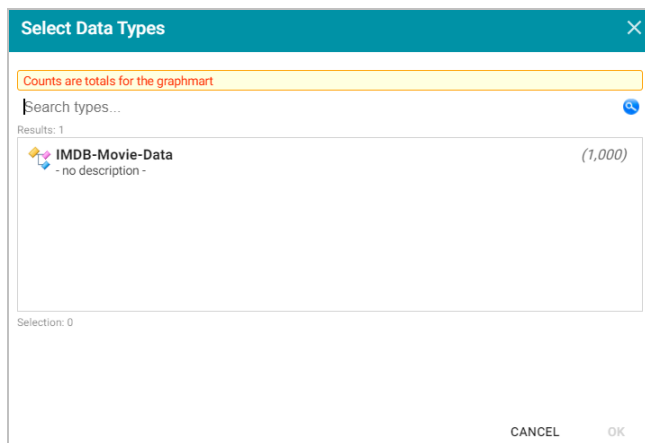 Select Data Types
Counts are totals for the graphmart
Search types...
Results: 1
IMDB-Movie-Data (1,000)
- no description -
Selection: 0
CANCEL OK